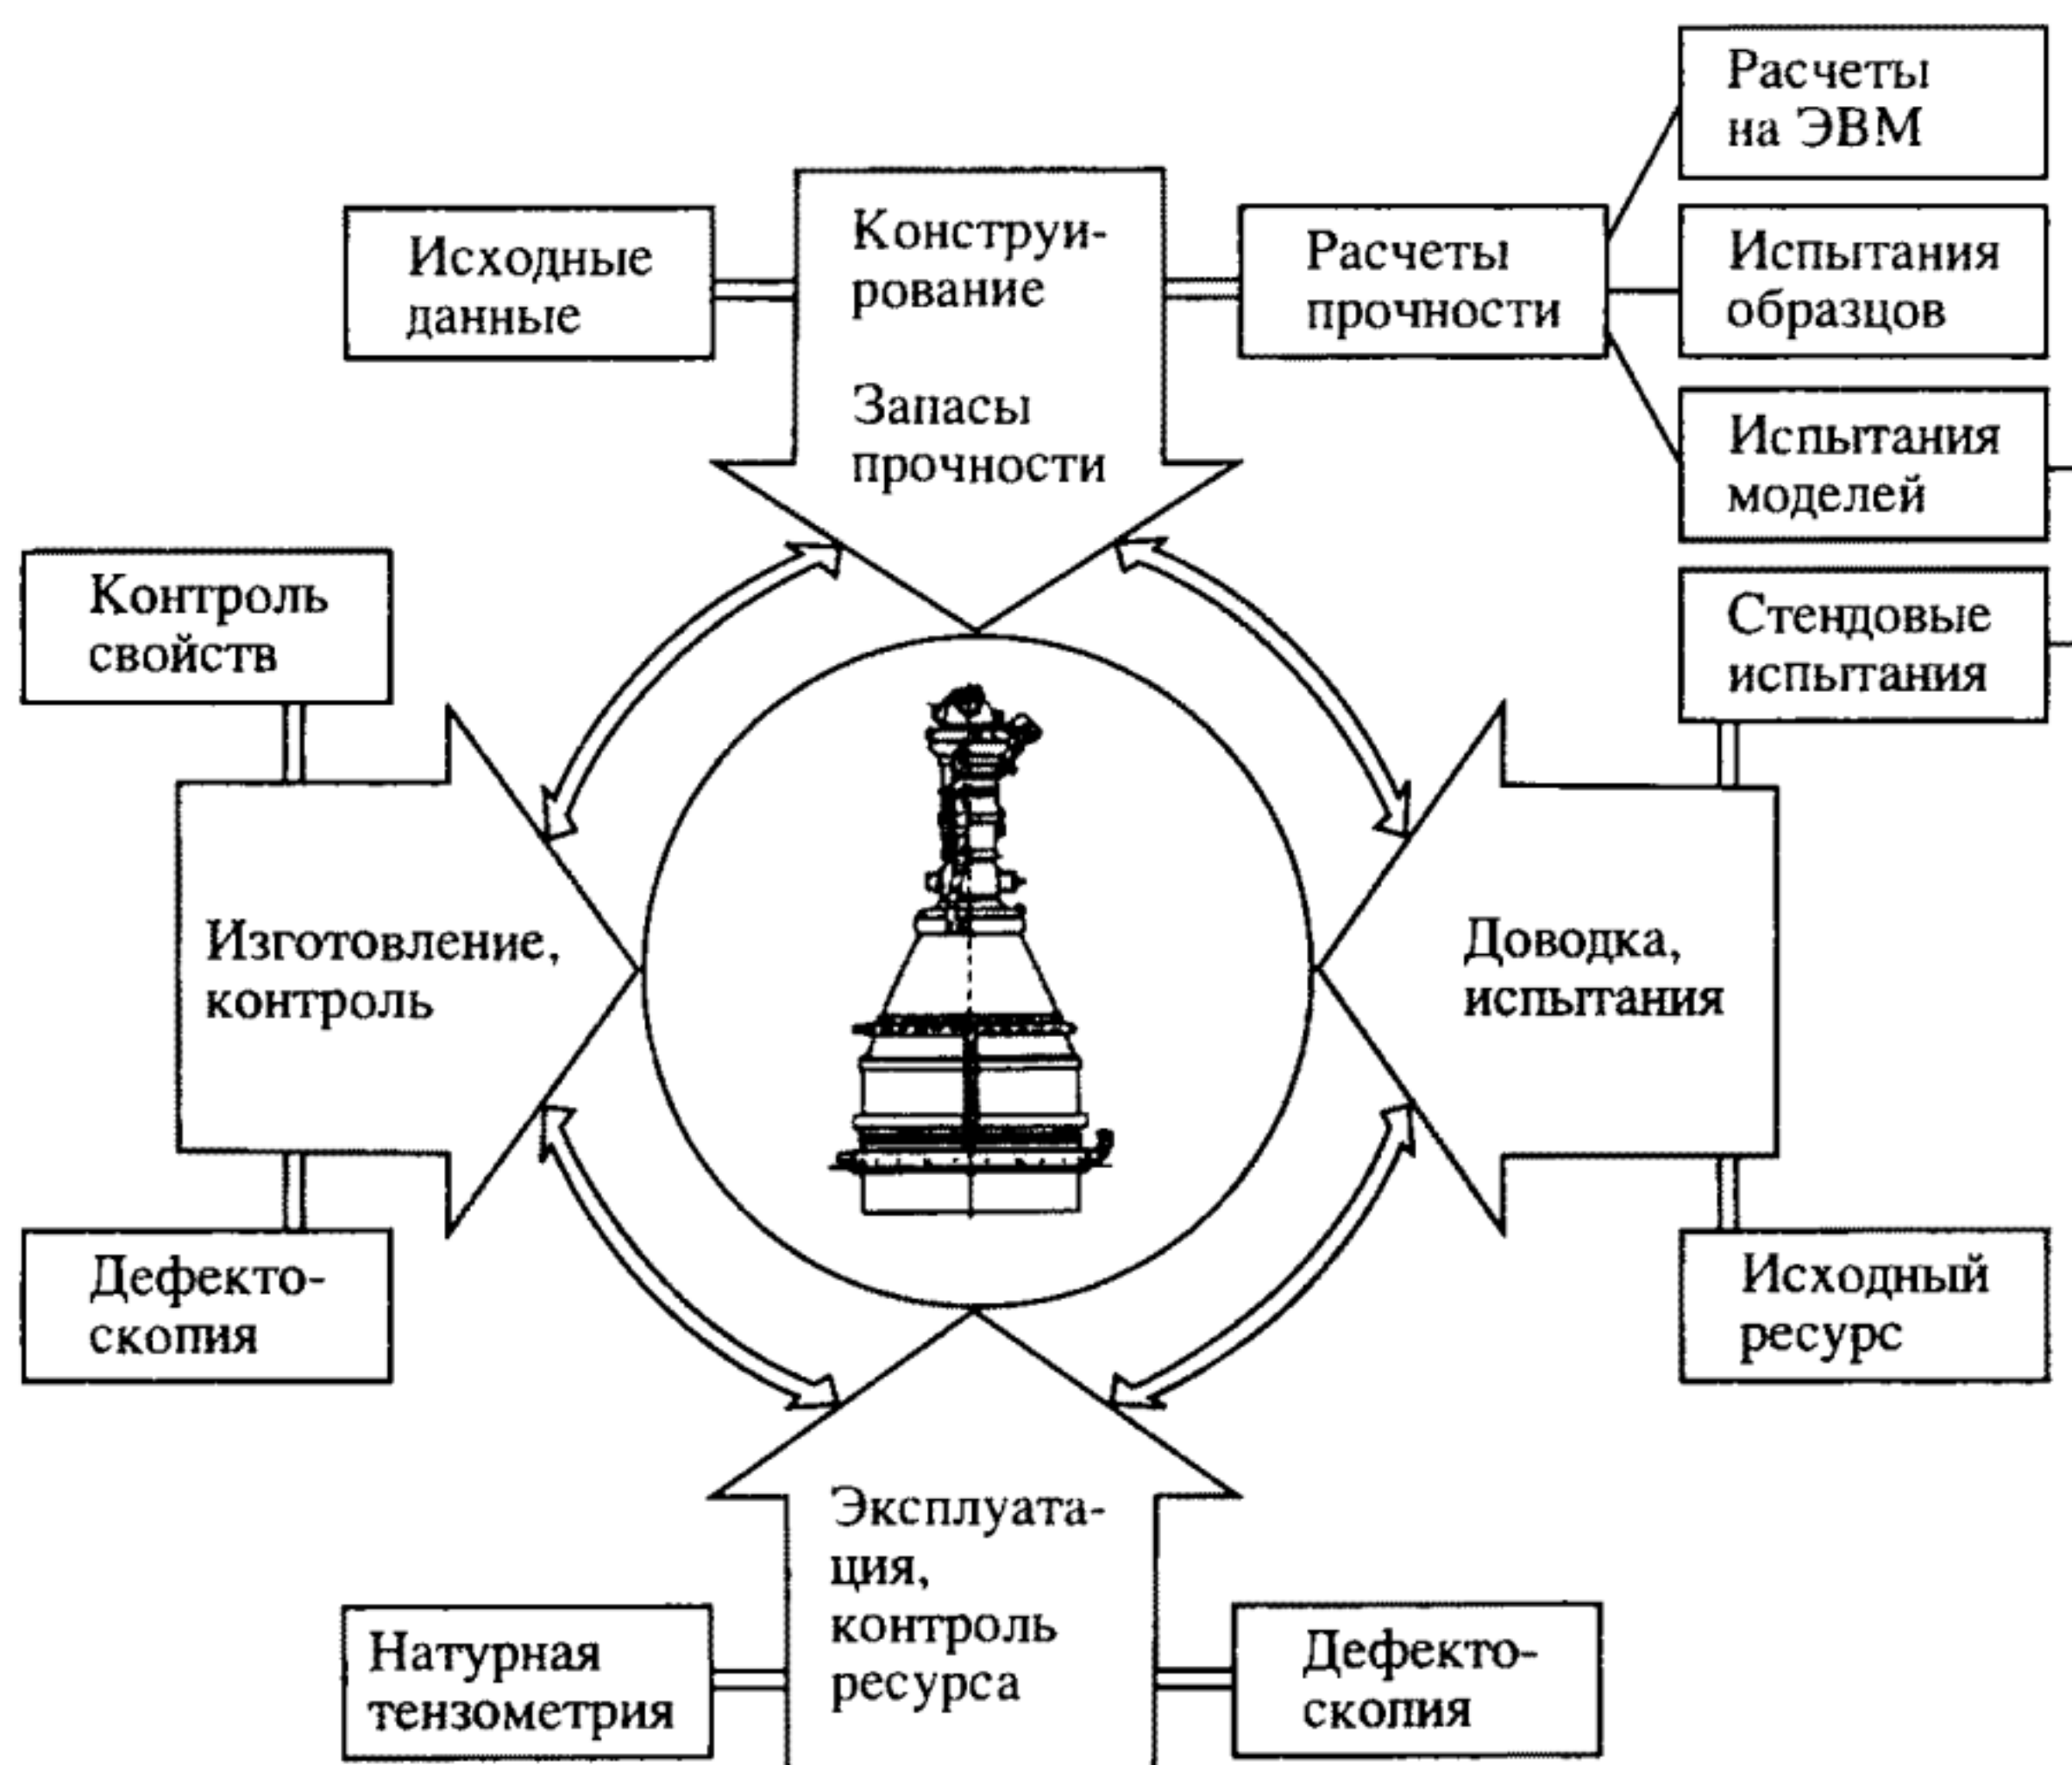 Расчеты
на ЭВМ
Исходные
данные
Конструи-
рование
Запасы
прочности
Расчеты
прочности
Испытания
образцов
Испытания
моделей
Контроль
свойств
Стендовые
испытания
Изготовление,
контроль
Доводка,
испытания
Дефекто-
скопия
Исходный
ресурс
Эксплуата-
ция,
контроль
ресурса
Натурная
тензометрия
Дефекто-
скопия